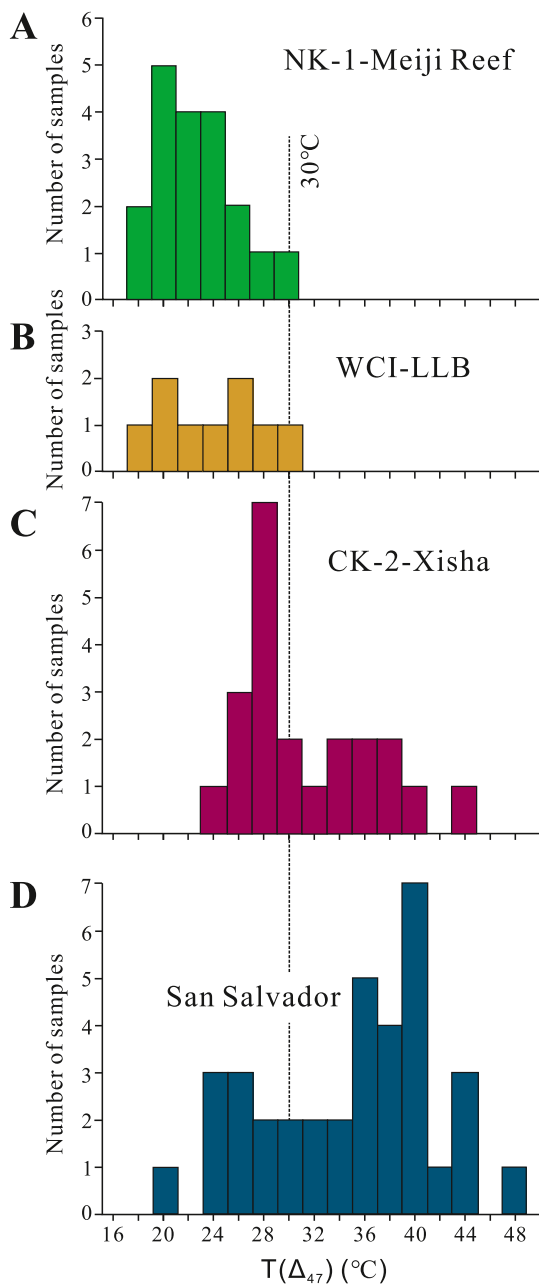 A
NK-1-Meiji Reef
Number of samples
6
5
4
3
2
1
0
30℃
B
WCI-LLB
Number of samples
3
2
1
0
C
CK-2-Xisha
Number of samples
7
6
5
4
3
2
1
0
D
San Salvador
Number of samples
7
6
5
4
3
2
1
0
16 20 24 28 32 36 40 44 48
T(Δ₄₇) (℃)